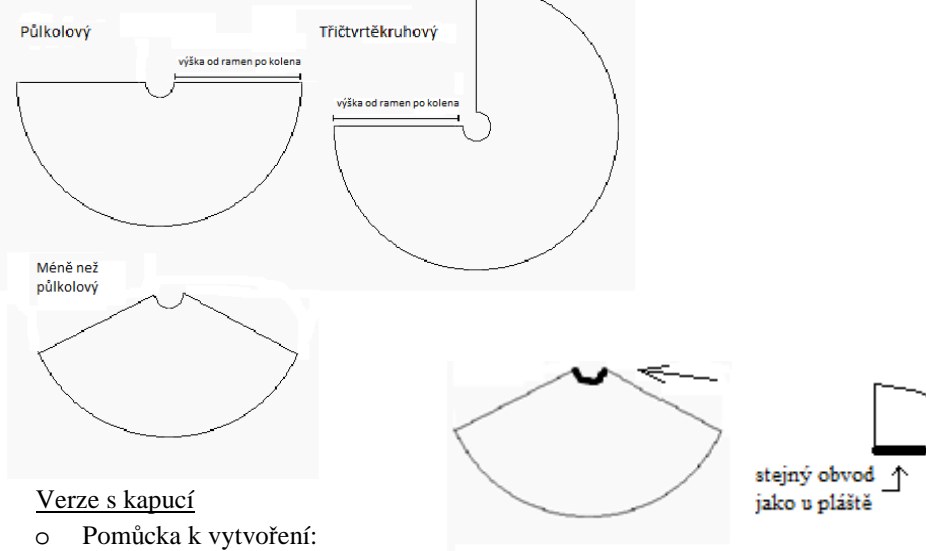 Půlkolový
Tříčtvrtěkruhový
výška od ramen po kolena
výška od ramen po kolena
Méně než
půlkolový
stejný obvod
jako u pláště
Verze s kapucí
o Pomůcka k vytvoření: